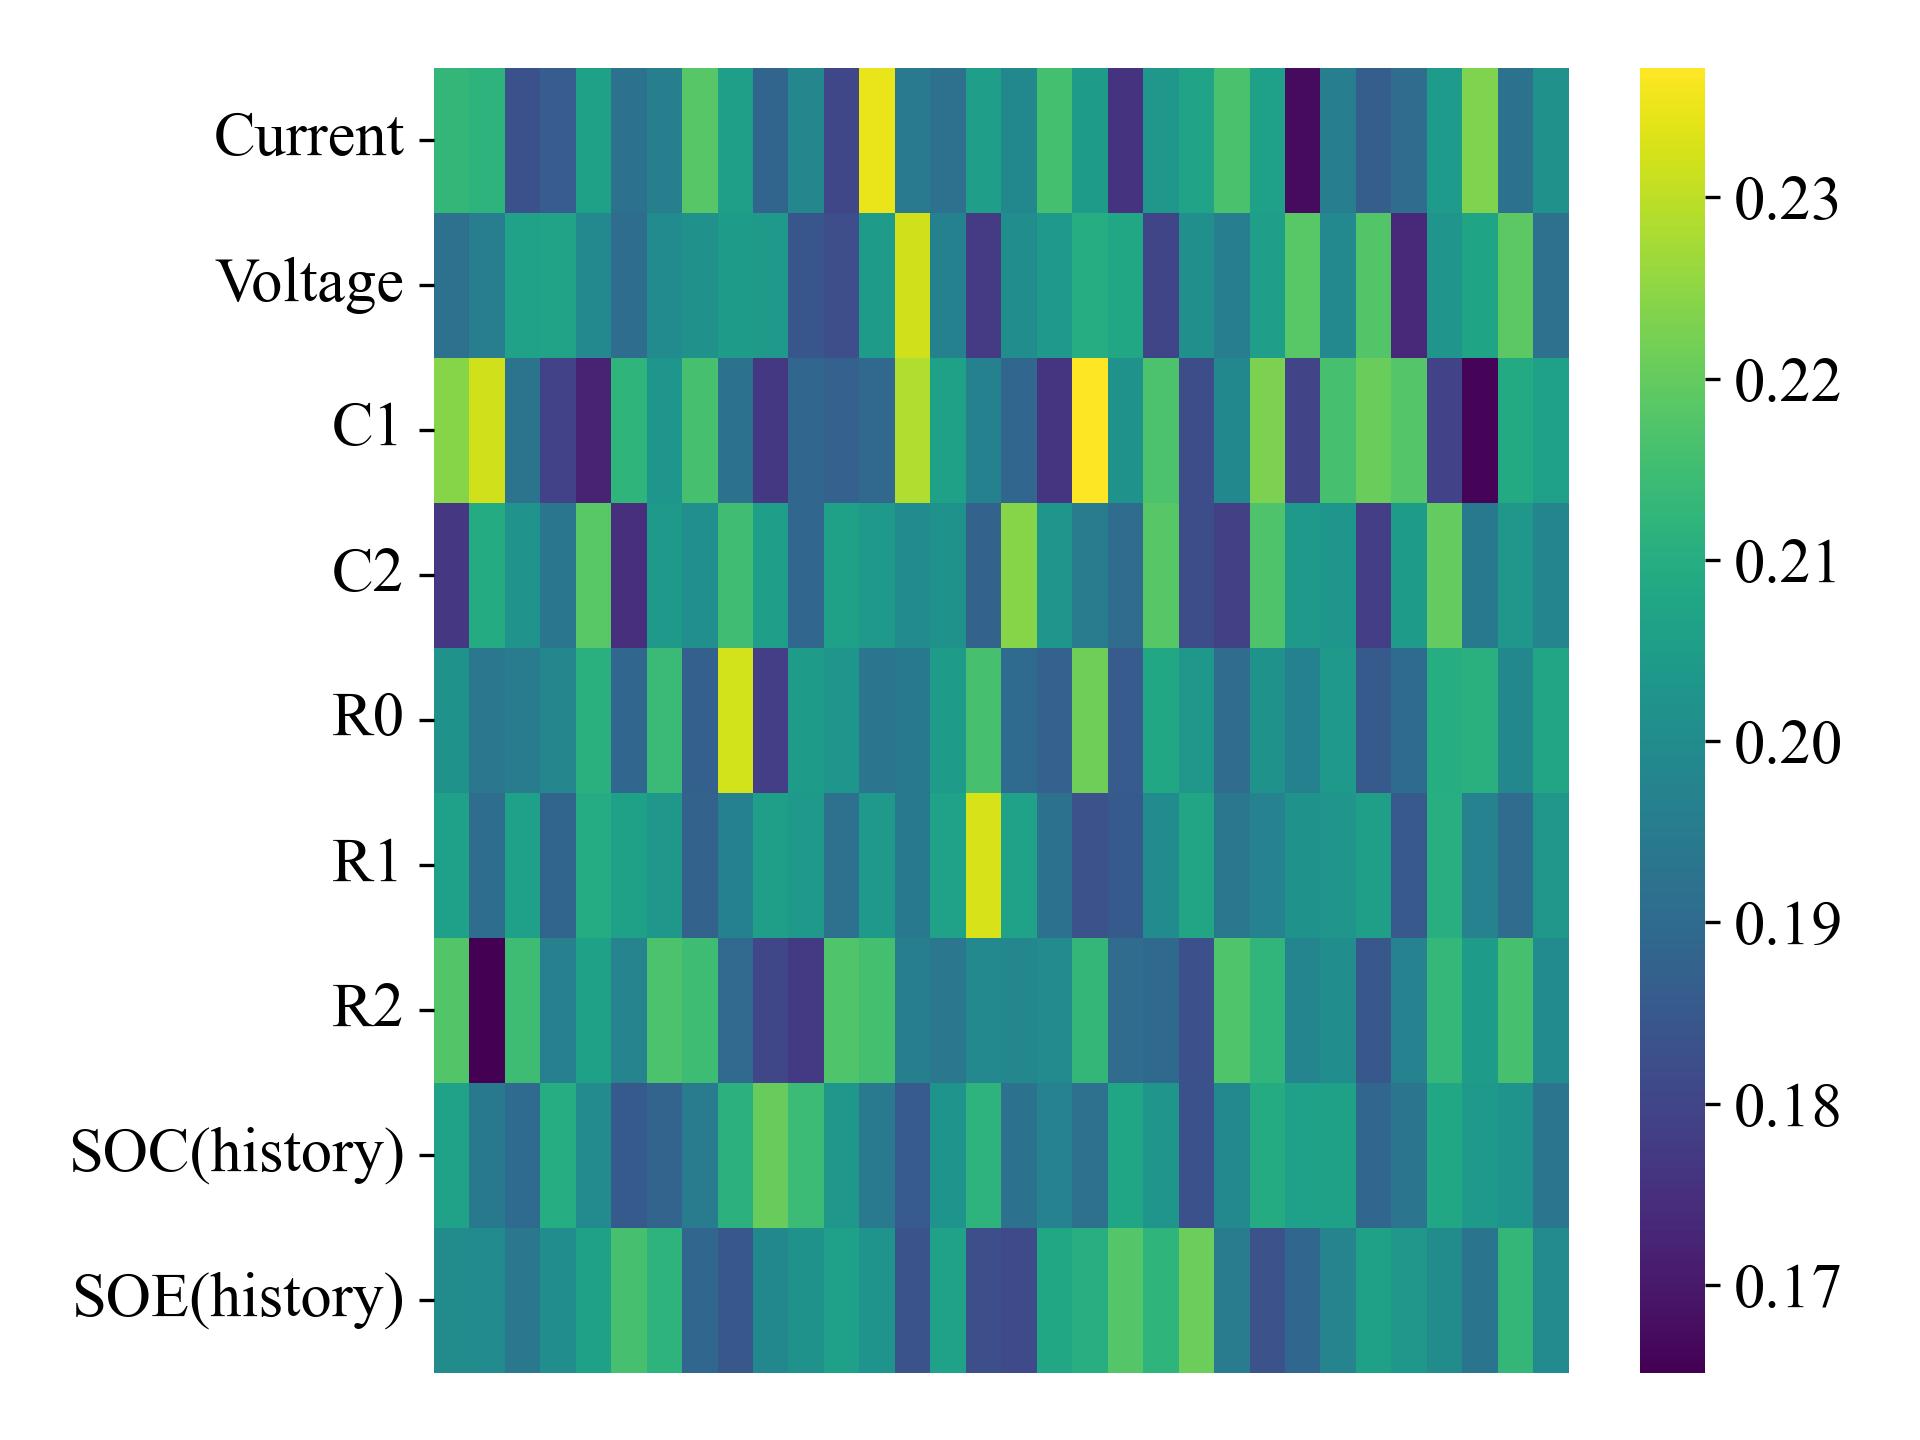 Current
Voltage
C1
C2
R0
R1
R2
SOC(history)
SOE(history)
0.23
0.22
0.21
0.20
0.19
0.18
0.17